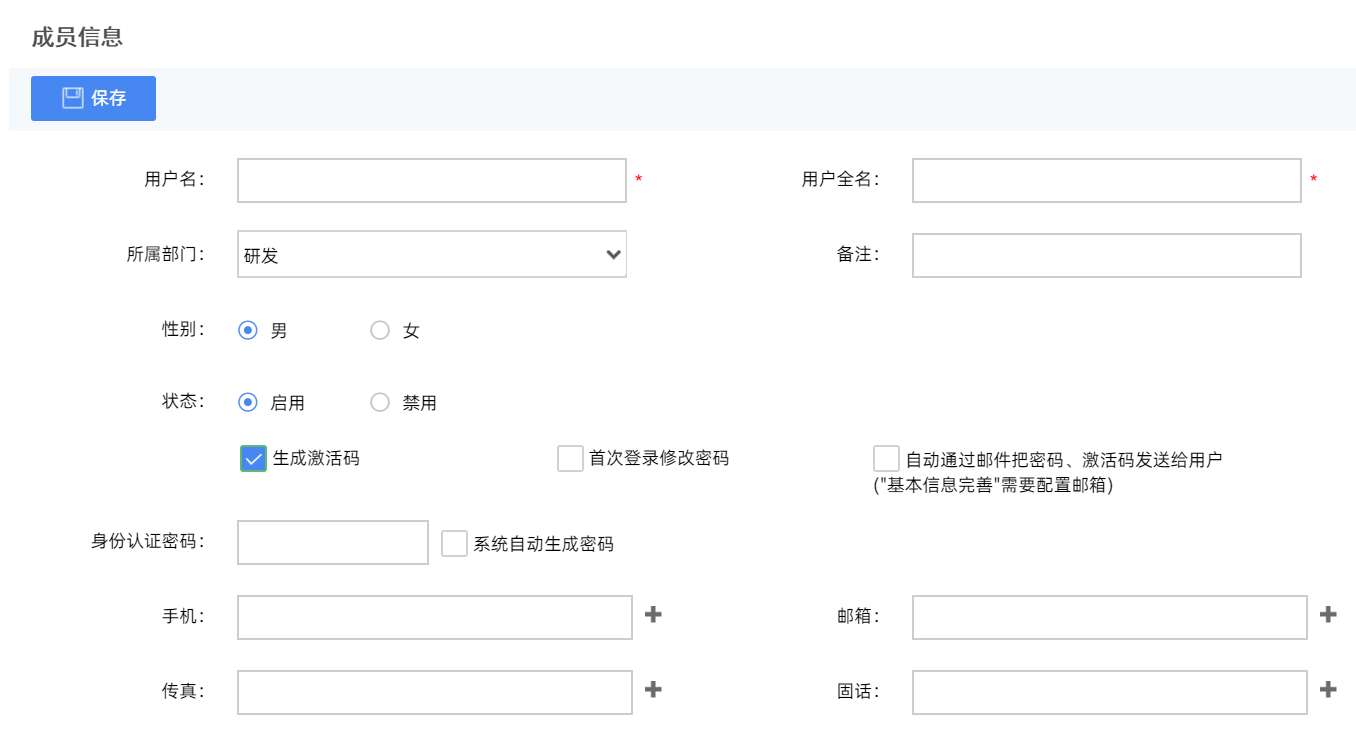 成员信息
保存
用户名：
*
用户全名：
*
所属部门：
研发
备注：
性别：
男
女
状态：
启用
禁用
生成激活码
首次登录修改密码
自动通过邮件把密码、激活码发送给用户
("基本信息完善"需要配置邮箱)
身份认证密码：
系统自动生成密码
手机：
邮箱：
传真：
固话：